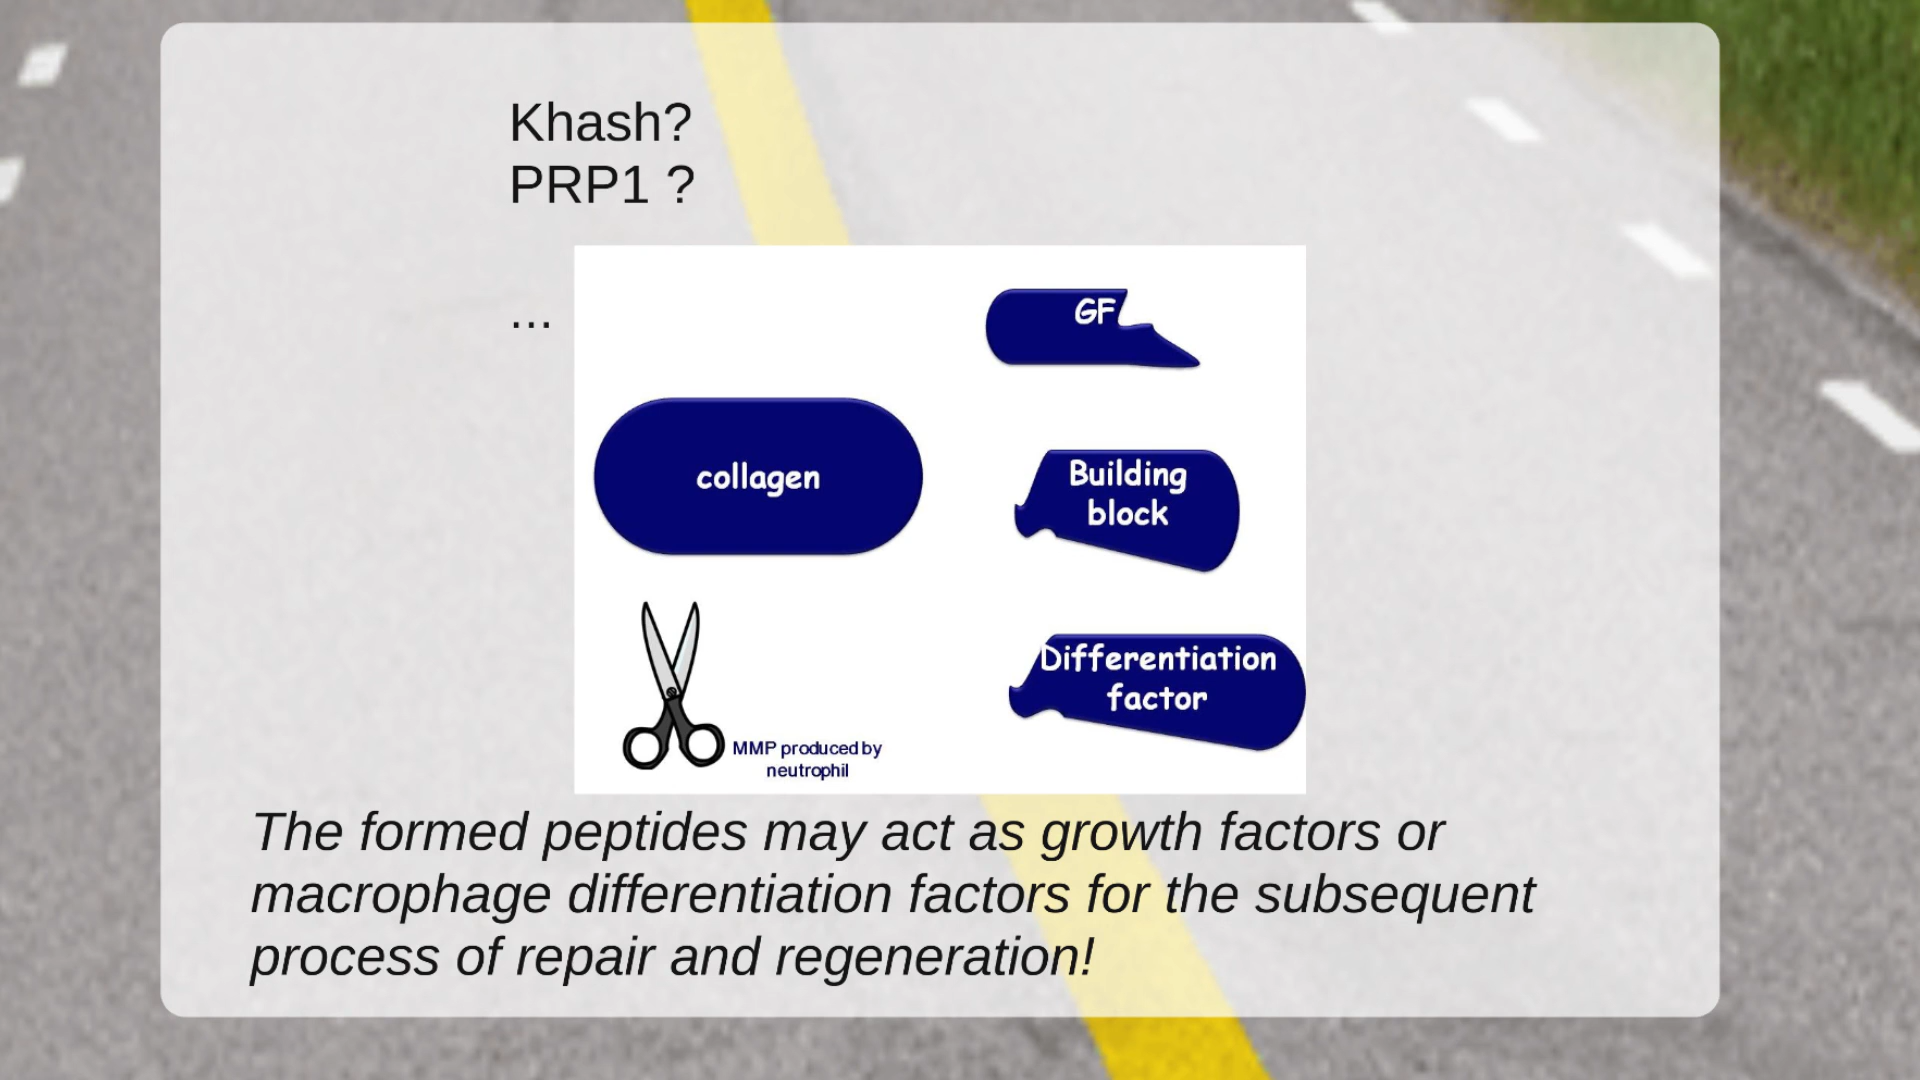 Khash?
PRP1 ?
...
GF
collagen
Building
block
Differentiation
factor
MMP produced by
neutrophil
The formed peptides may act as growth factors or
macrophage differentiation factors for the subsequent
process of repair and regeneration!